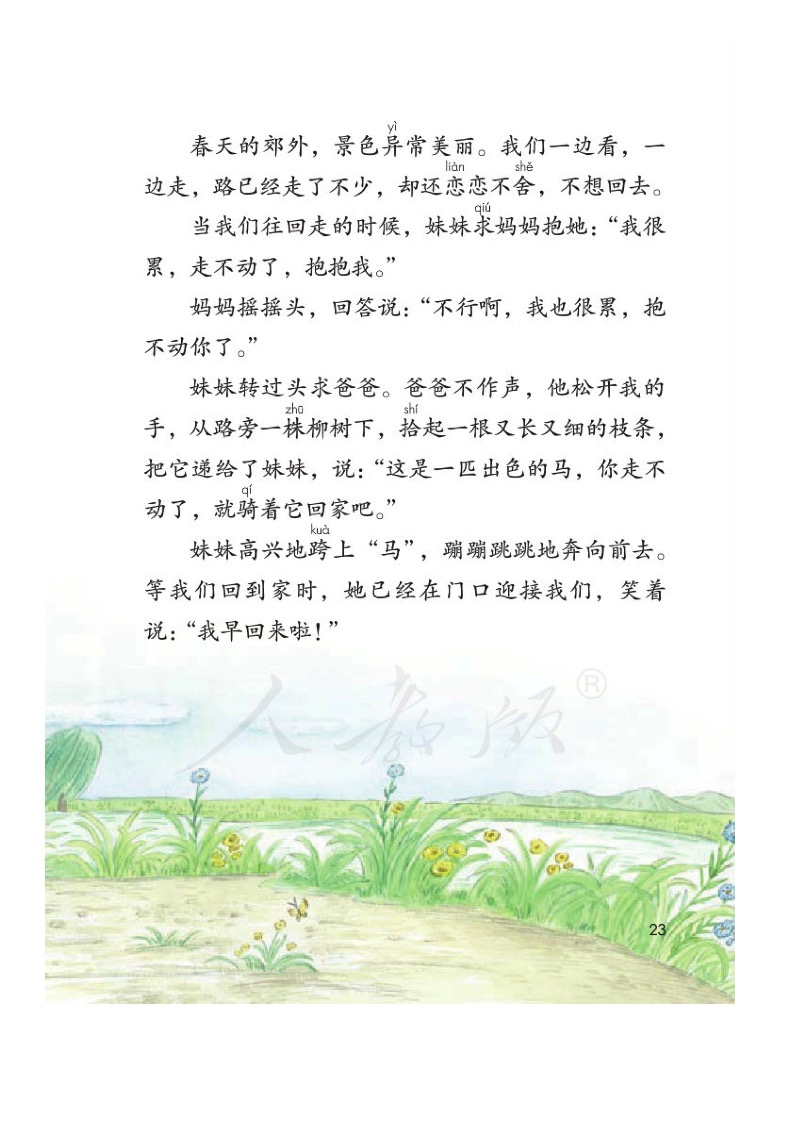 yì
春天的郊外，景色异常美丽。我们一边看，一
liàn shě
边走，路已经走了不少，却还恋恋不舍，不想回去。
qiú
当我们往回走的时候，妹妹求妈妈抱她：“我很
累，走不动了，抱抱我。”
妈妈摇摇头，回答说：“不行啊，我也很累，抱
不动你了。”
妹妹转过头求爸爸。爸爸不作声，他松开我的
zhū shí
手，从路旁一株柳树下，拾起一根又长又细的枝条，
把它递给了妹妹，说：“这是一匹出色的马，你走不
qí
动了，就骑着它回家吧。”
kuà
妹妹高兴地跨上“马”，蹦蹦跳跳地奔向前去。
等我们回到家时，她已经在门口迎接我们，笑着
说：“我早回来啦！”
人教版®
23